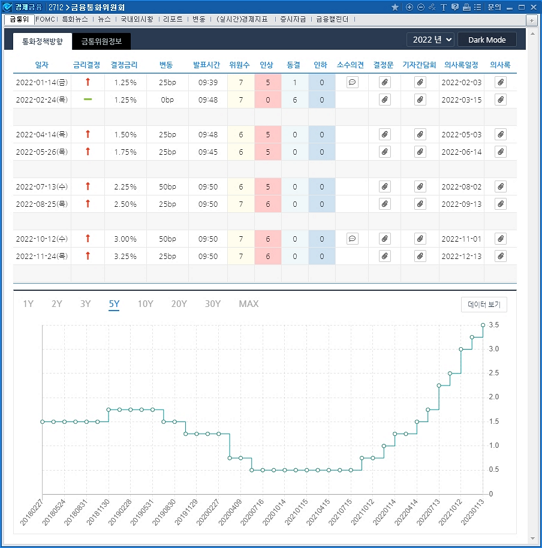 경제금융 2712 >금융통화위원회 문의
금통위 FOMC 특화뉴스 뉴스 국내외시황 리포트 변동 (실시간)경제지표 증시자금 금융캘린더
통화정책방향 금통위원정보 2022 년 Dark Mode
일자 금리결정 결정금리 변동 발표시간 위원수 인상 동결 인하 소수의견 결정문 기자간담회 의사록일정 의사록
2022-01-14(금) 1.25% 25bp 09:39 7 5 1 0 2022-02-03
2022-02-24(목) 1.25% 0bp 09:48 7 0 6 0 2022-03-15
2022-04-14(목) 1.50% 25bp 09:48 6 5 0 0 2022-05-03
2022-05-26(목) 1.75% 25bp 09:45 6 5 0 0 2022-06-14
2022-07-13(수) 2.25% 50bp 09:50 6 5 0 0 2022-08-02
2022-08-25(목) 2.50% 25bp 09:50 7 6 0 0 2022-09-13
2022-10-12(수) 3.00% 50bp 09:50 7 6 0 0 2022-11-01
2022-11-24(목) 3.25% 25bp 09:50 7 6 0 0 2022-12-13
1Y 2Y 3Y 5Y 10Y 20Y 30Y MAX 데이터 보기
3.5
3.0
2.5
2.0
1.5
1.0
0.5
0
20180227 20180524 20180831 20181130 20190228 20190531 20190830 20191129 20200227 20200409 20200716 20201014 20210115 20210415 20210715 20211012 20220114 20220414 20220713 20221012 20230113